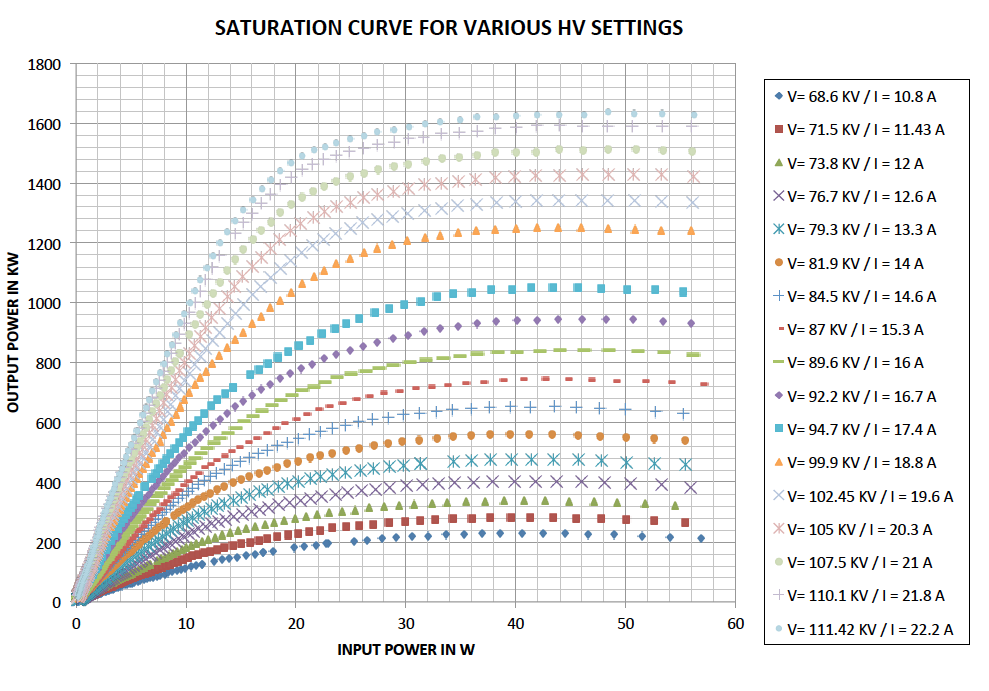 SATURATION CURVE FOR VARIOUS HV SETTINGS
1800
1600
1400
1200
1000
800
600
400
200
0
OUTPUT POWER IN KW
0 10 20 30 40 50 60
INPUT POWER IN W
V= 68.6 KV / I = 10.8 A
V= 71.5 KV / I = 11.43 A
V= 73.8 KV / I = 12 A
V= 76.7 KV / I = 12.6 A
V= 79.3 KV / I = 13.3 A
V= 81.9 KV / I = 14 A
V= 84.5 KV / I = 14.6 A
V= 87 KV / I = 15.3 A
V= 89.6 KV / I = 16 A
V= 92.2 KV / I = 16.7 A
V= 94.7 KV / I = 17.4 A
V= 99.9 KV / I = 18.8 A
V= 102.45 KV / I = 19.6 A
V= 105 KV / I = 20.3 A
V= 107.5 KV / I = 21 A
V= 110.1 KV / I = 21.8 A
V= 111.42 KV / I = 22.2 A